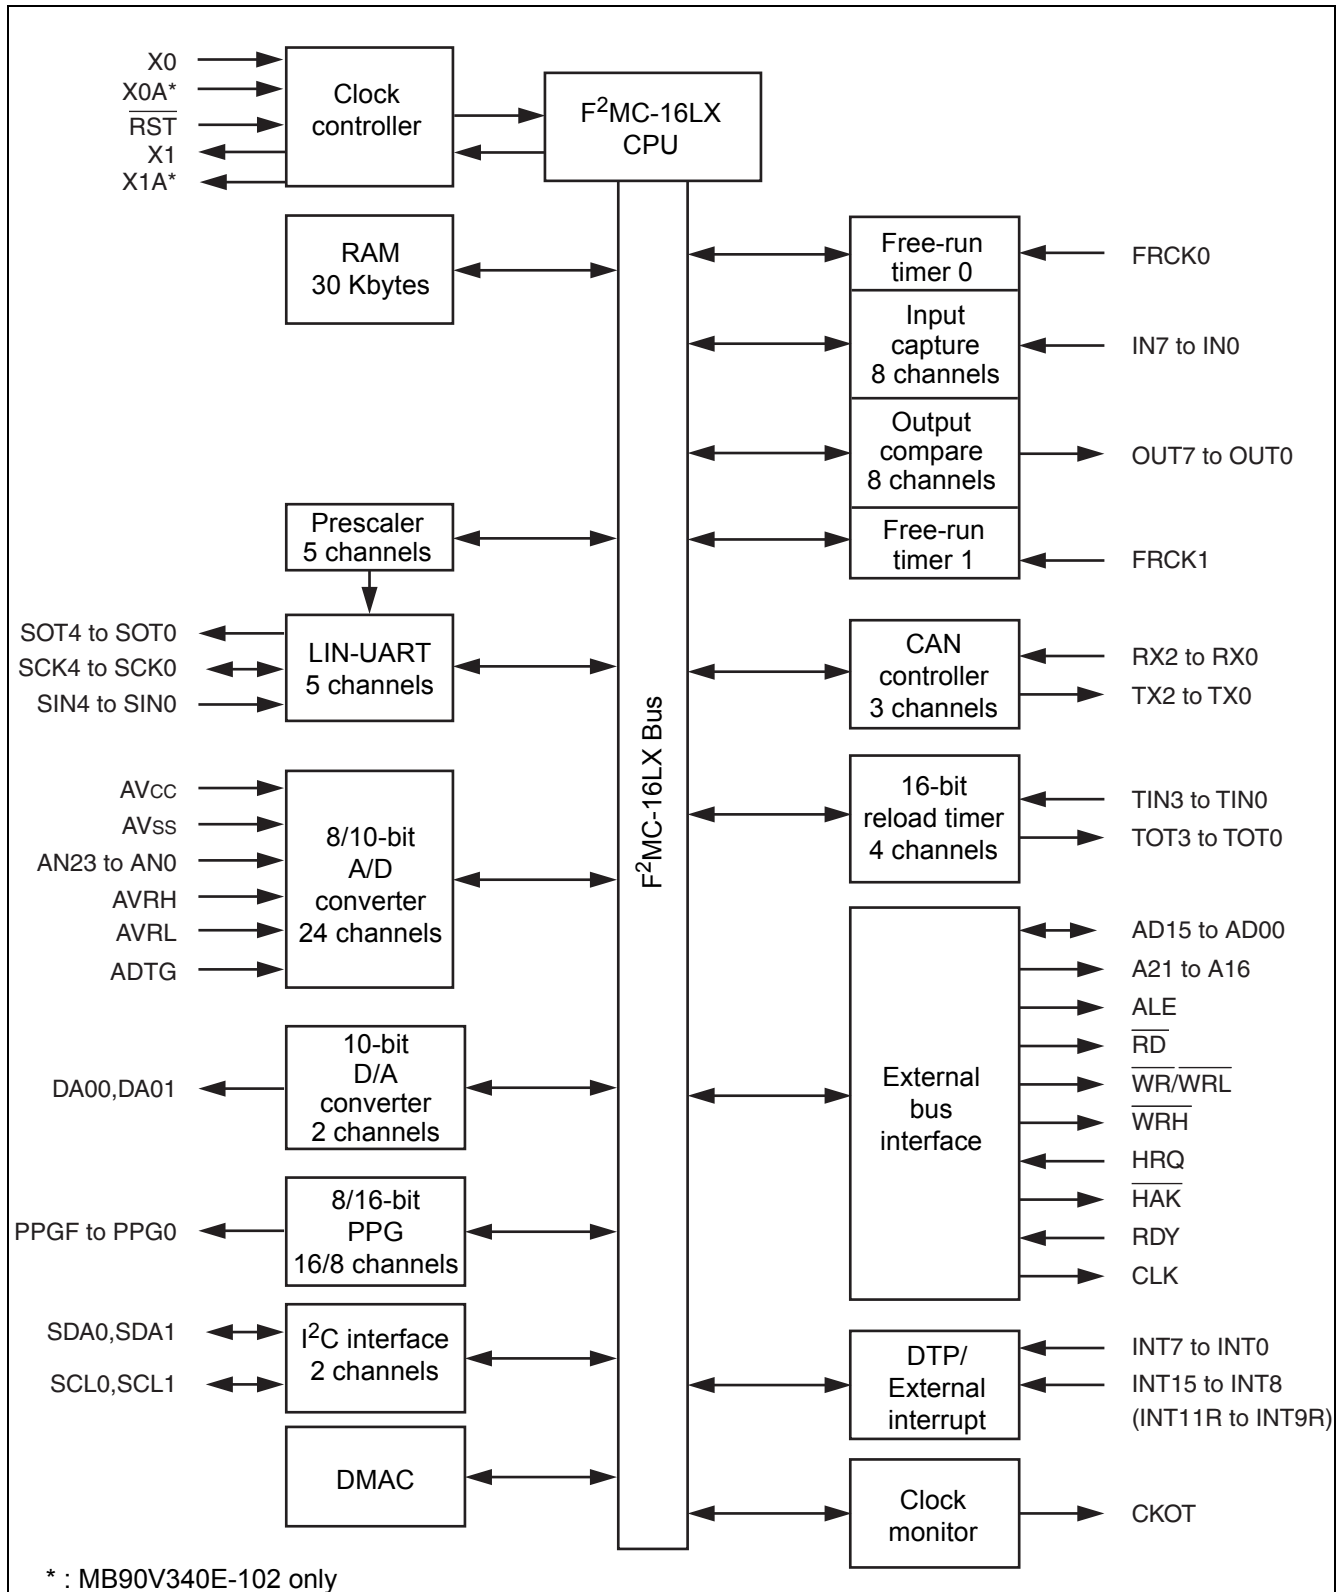 X0
X0A*
RST
X1
X1A*
Clock
controller
F²MC-16LX
CPU
RAM
30 Kbytes
Prescaler
5 channels
SOT4 to SOT0
SCK4 to SCK0
SIN4 to SIN0
LIN-UART
5 channels
AVCC
AVSS
AN23 to AN0
AVRH
AVRL
ADTG
8/10-bit
A/D
converter
24 channels
DA00,DA01
10-bit
D/A
converter
2 channels
PPGF to PPG0
8/16-bit
PPG
16/8 channels
SDA0,SDA1
SCL0,SCL1
I²C interface
2 channels
DMAC
F²MC-16LX Bus
Free-run
timer 0
FRCK0
Input
capture
8 channels
IN7 to IN0
Output
compare
8 channels
OUT7 to OUT0
Free-run
timer 1
FRCK1
CAN
controller
3 channels
RX2 to RX0
TX2 to TX0
16-bit
reload timer
4 channels
TIN3 to TIN0
TOT3 to TOT0
External
bus
interface
AD15 to AD00
A21 to A16
ALE
RD
WR/WRL
WRH
HRQ
HAK
RDY
CLK
DTP/
External
interrupt
INT7 to INT0
INT15 to INT8
(INT11R to INT9R)
Clock
monitor
CKOT
* : MB90V340E-102 only